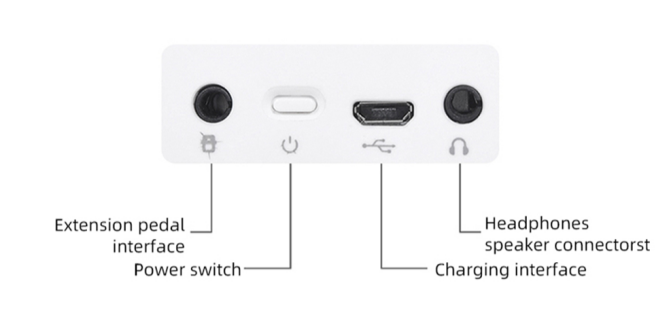 Extension pedal
interface
Power switch
Headphones
speaker connectorst
Charging interface